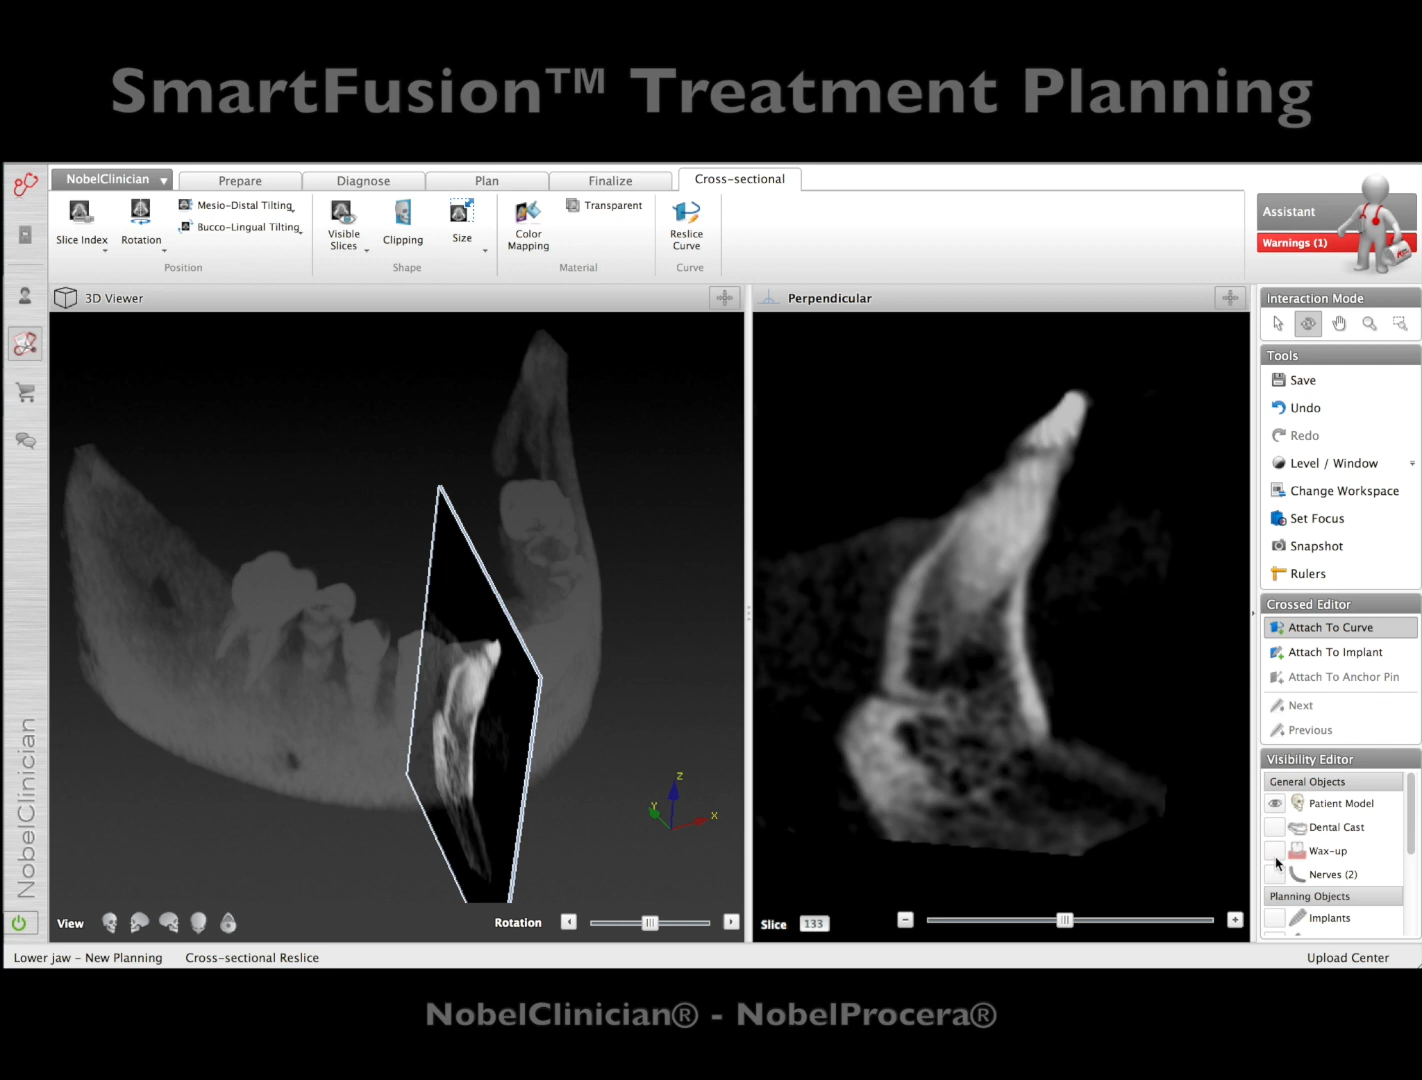 SmartFusion™ Treatment Planning
NobelClinician
Prepare
Diagnose
Plan
Finalize
Cross-sectional
Slice Index
Rotation
Mesio-Distal Tilting
Bucco-Lingual Tilting
Position
Visible
Slices
Clipping
Size
Shape
Color
Mapping
Transparent
Material
Reslice
Curve
Curve
Assistant
Warnings (1)
3D Viewer
Perpendicular
Interaction Mode
Tools
Save
Undo
Redo
Level / Window
Change Workspace
Set Focus
Snapshot
Rulers
Crossed Editor
Attach To Curve
Attach To Implant
Attach To Anchor Pin
Next
Previous
Visibility Editor
General Objects
Patient Model
Dental Cast
Wax-up
Nerves (2)
Planning Objects
Implants
Z
Y
X
NobelClinician
View
Rotation
Slice 133
Lower jaw - New Planning
Cross-sectional Reslice
Upload Center
NobelClinician® - NobelProcera®